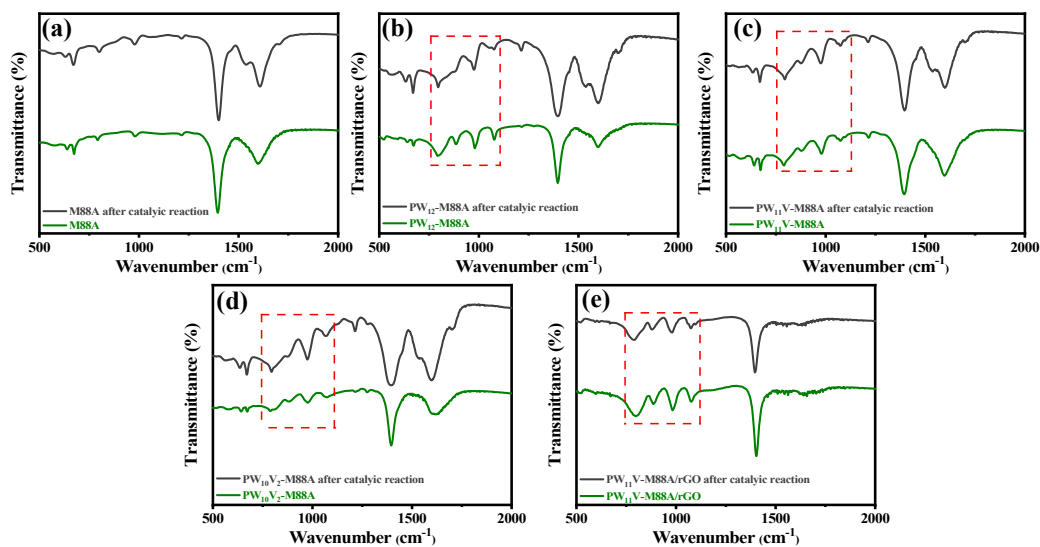 (a)
Transmittance (%)
M88A after catalyic reaction
M88A
500 1000 1500 2000
Wavenumber (cm⁻¹)
(b)
Transmittance (%)
PW₁₂-M88A after catalyic reaction
PW₁₂-M88A
500 1000 1500 2000
Wavenumber (cm⁻¹)
(c)
Transmittance (%)
PW₁₁V-M88A after catalyic reaction
PW₁₁V-M88A
500 1000 1500 2000
Wavenumber (cm⁻¹)
(d)
Transmittance (%)
PW₁₀V₂-M88A after catalyic reaction
PW₁₀V₂-M88A
500 1000 1500 2000
Wavenumber (cm⁻¹)
(e)
Transmittance (%)
PW₁₁V-M88A/rGO after catalyic reaction
PW₁₁V-M88A/rGO
500 1000 1500 2000
Wavenumber (cm⁻¹)